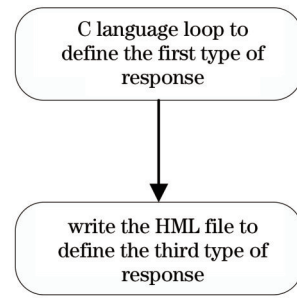 C language loop to
define the first type of
response
write the HML file to
define the third type of
response